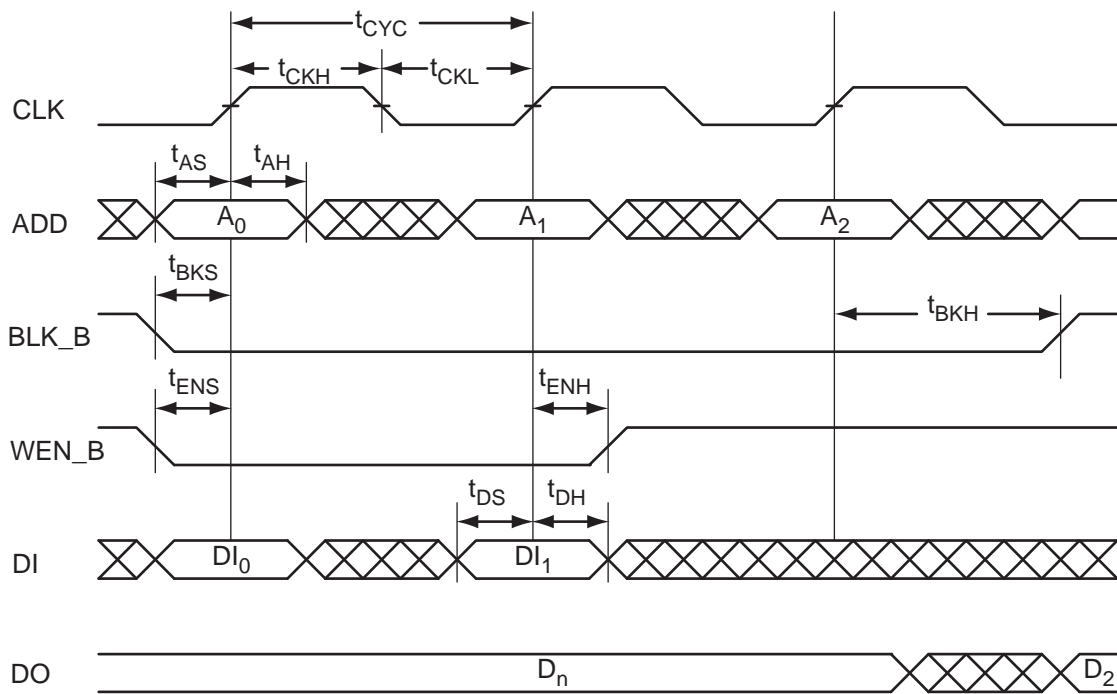 tCYC
tCKH tCKL
CLK
tAS tAH
ADD A0 A1 A2
tBKS
tBKH
BLK_B
tENS tENH
WEN_B
tDS tDH
DI DI0 DI1
DO Dn D2